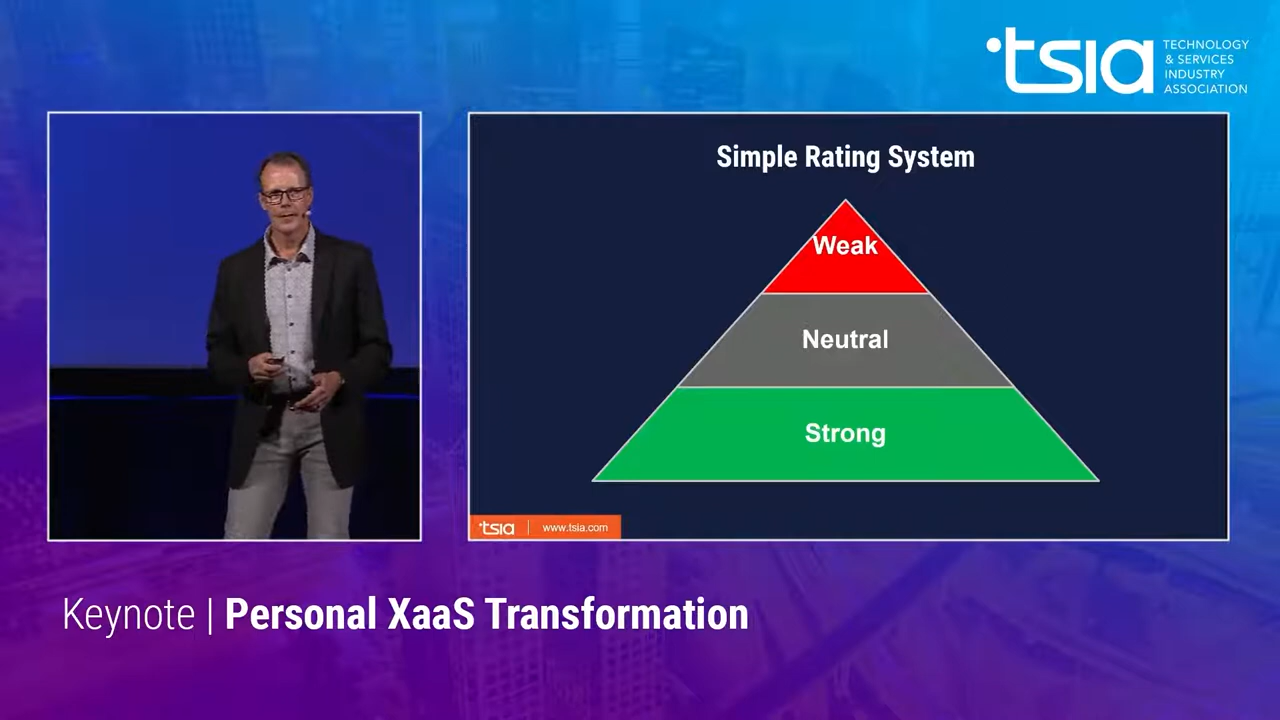 tsia
TECHNOLOGY
& SERVICES
INDUSTRY
ASSOCIATION
Simple Rating System
Weak
Neutral
Strong
tsia | www.tsia.com
Keynote | Personal XaaS Transformation